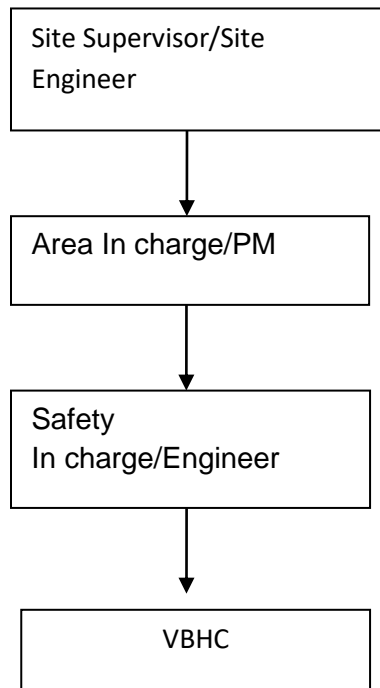 Site Supervisor/Site
Engineer
Area In charge/PM
Safety
In charge/Engineer
VBHC